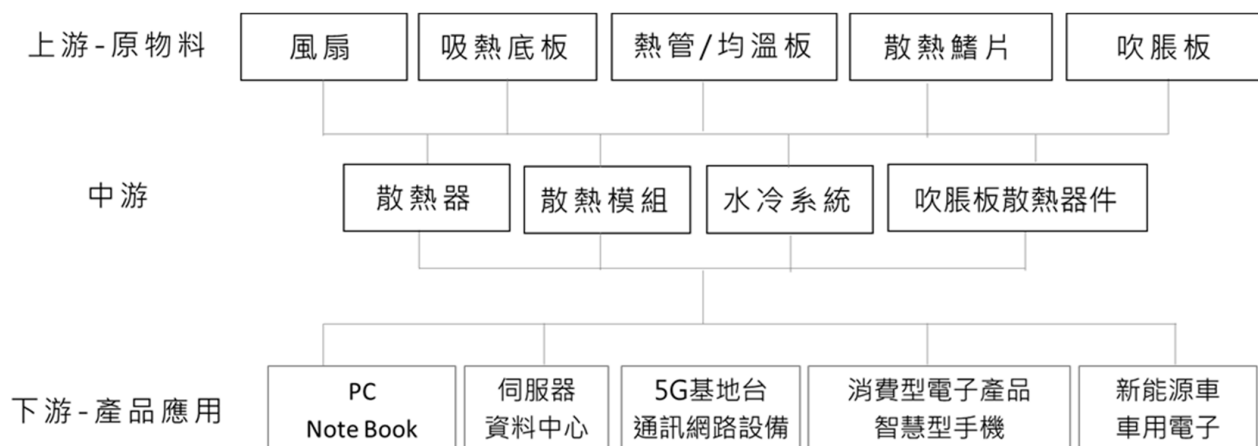 上游-原物料
風扇
吸熱底板
熱管/均溫板
散熱鰭片
吹脹板
中游
散熱器
散熱模組
水冷系統
吹脹板散熱器件
下游-產品應用
PC
Note Book
伺服器
資料中心
5G基地台
通訊網路設備
消費型電子產品
智慧型手機
新能源車
車用電子